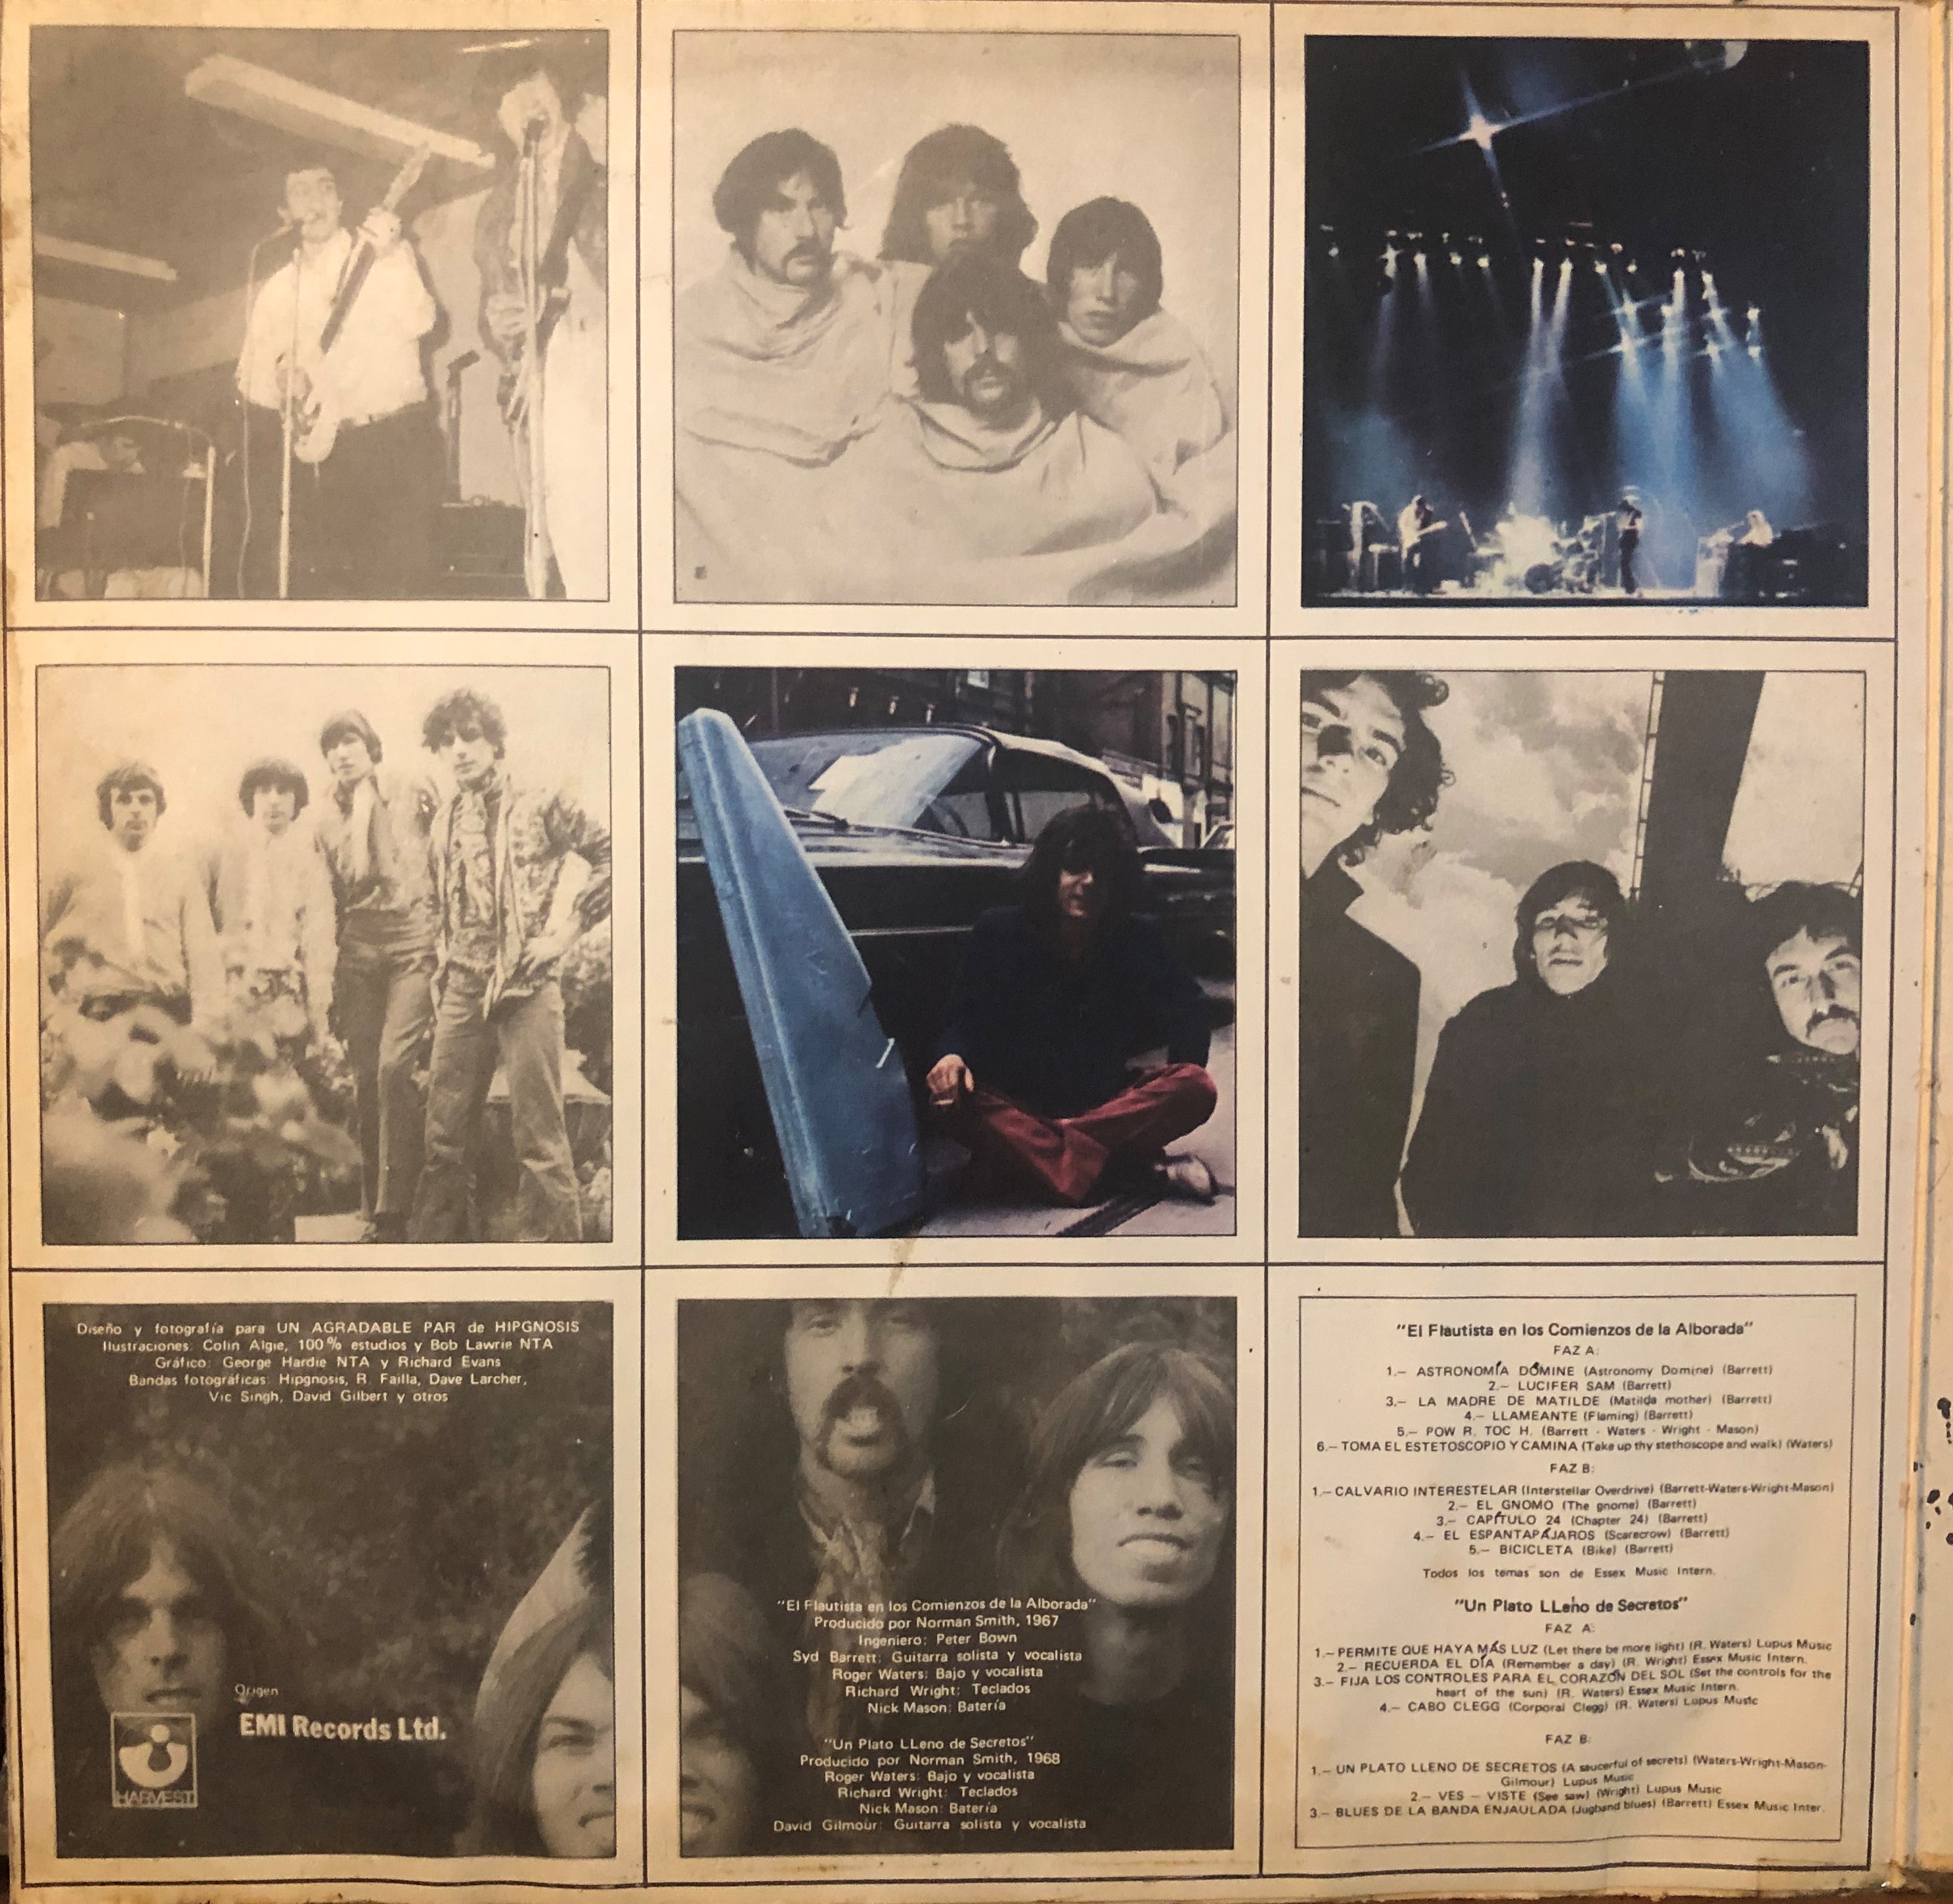 Diseño y fotografía para UN AGRADABLE PAR de HIPGNOSIS
Ilustraciones: Colin Algie, 100% estudios y Bob Lawrie NTA
Gráfico: George Hardie NTA y Richard Evans
Bandas fotográficas: Hipgnosis, R. Failla, Dave Larcher,
Vic Singh, David Gilbert y otros
Origen
EMI Records Ltd.
HARVEST
"El Flautista en los Comienzos de la Alborada"
Producido por Norman Smith, 1967
Ingeniero: Peter Bown
Syd Barrett: Guitarra solista y vocalista
Roger Waters: Bajo y vocalista
Richard Wright: Teclados
Nick Mason: Batería
"Un Plato LLeno de Secretos"
Producido por Norman Smith, 1968
Roger Waters: Bajo y vocalista
Richard Wright: Teclados
Nick Mason: Batería
David Gilmour: Guitarra solista y vocalista
"El Flautista en los Comienzos de la Alborada"
FAZ A:
1.– ASTRONOMÍA DÓMINE (Astronomy Domine) (Barrett)
2.– LUCIFER SAM (Barrett)
3.– LA MADRE DE MATILDE (Matilda mother) (Barrett)
4.– LLAMEANTE (Flaming) (Barrett)
5.– POW R. TOC H. (Barrett - Waters - Wright - Mason)
6.– TOMA EL ESTETOSCOPIO Y CAMINA (Take up thy stethoscope and walk) (Waters)
FAZ B:
1.– CALVARIO INTERESTELAR (Interstellar Overdrive) (Barrett-Waters-Wright-Mason)
2.– EL GNOMO (The gnome) (Barrett)
3.– CAPÍTULO 24 (Chapter 24) (Barrett)
4.– EL ESPANTAPÁJAROS (Scarecrow) (Barrett)
5.– BICICLETA (Bike) (Barrett)
Todos los temas son de Essex Music Intern.
"Un Plato LLeno de Secretos"
FAZ A:
1.– PERMITE QUE HAYA MÁS LUZ (Let there be more light) (R. Waters) Lupus Music
2.– RECUERDA EL DÍA (Remember a day) (R. Wright) Essex Music Intern.
3.– FIJA LOS CONTROLES PARA EL CORAZÓN DEL SOL (Set the controls for the
heart of the sun) (R. Waters) Essex Music Intern.
4.– CABO CLEGG (Corporal Clegg) (R. Waters) Lupus Music
FAZ B:
1.– UN PLATO LLENO DE SECRETOS (A saucerful of secrets) (Waters-Wright-Mason-
Gilmour) Lupus Music
2.– VES – VISTE (See saw) (Wright) Lupus Music
3.– BLUES DE LA BANDA ENJAULADA (Jugband blues) (Barrett) Essex Music Inter.